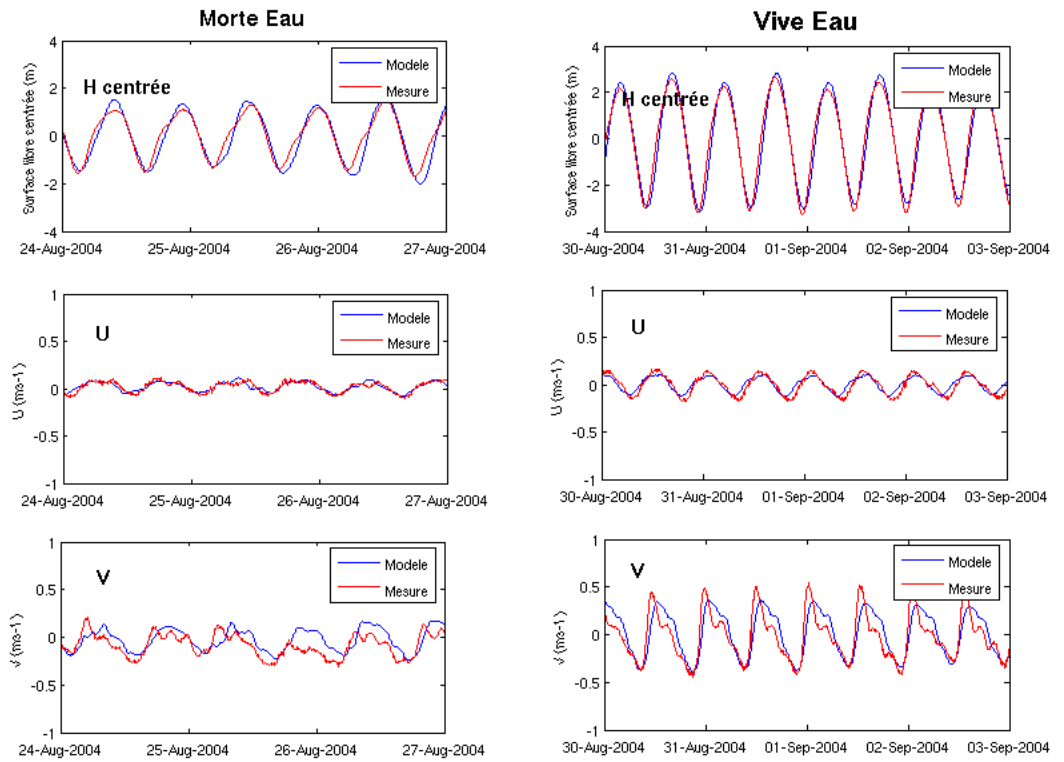 Morte Eau
Vive Eau
4
2
0
-2
-4
Surface libre centrée (m)
H centrée
Modele
Mesure
24-Aug-2004
25-Aug-2004
26-Aug-2004
27-Aug-2004
4
2
0
-2
-4
Surface libre centrée (m)
H centrée
Modele
Mesure
30-Aug-2004
31-Aug-2004
01-Sep-2004
02-Sep-2004
03-Sep-2004
1
0.5
0
-0.5
-1
U (ms-1)
U
Modele
Mesure
24-Aug-2004
25-Aug-2004
26-Aug-2004
27-Aug-2004
1
0.5
0
-0.5
-1
U (ms-1)
U
Modele
Mesure
30-Aug-2004
31-Aug-2004
01-Sep-2004
02-Sep-2004
03-Sep-2004
1
0.5
0
-0.5
-1
V (ms-1)
V
Modele
Mesure
24-Aug-2004
25-Aug-2004
26-Aug-2004
27-Aug-2004
1
0.5
0
-0.5
-1
V (ms-1)
V
Modele
Mesure
30-Aug-2004
31-Aug-2004
01-Sep-2004
02-Sep-2004
03-Sep-2004